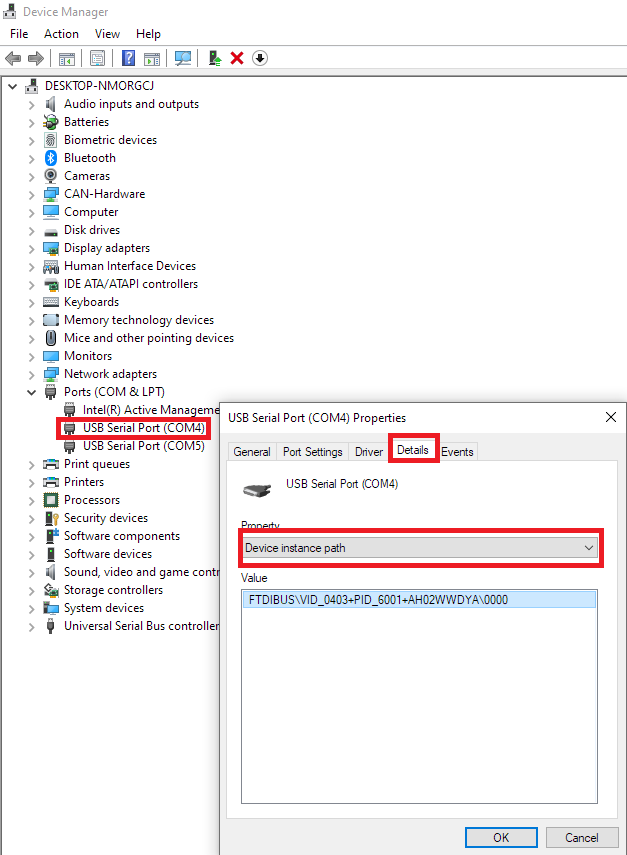 Device Manager
File Action View Help
DESKTOP-NMORGCJ
Audio inputs and outputs
Batteries
Biometric devices
Bluetooth
Cameras
CAN-Hardware
Computer
Disk drives
Display adapters
Human Interface Devices
IDE ATA/ATAPI controllers
Keyboards
Memory technology devices
Mice and other pointing devices
Monitors
Network adapters
Ports (COM & LPT)
Intel(R) Active Manageme
USB Serial Port (COM4)
USB Serial Port (COM5)
Print queues
Printers
Processors
Security devices
Software components
Software devices
Sound, video and game contr
Storage controllers
System devices
Universal Serial Bus controller
USB Serial Port (COM4) Properties
General Port Settings Driver Details Events
USB Serial Port (COM4)
Property
Device instance path
Value
FTDIBUS\VID_0403+PID_6001+AH02WWDYA\0000
OK Cancel